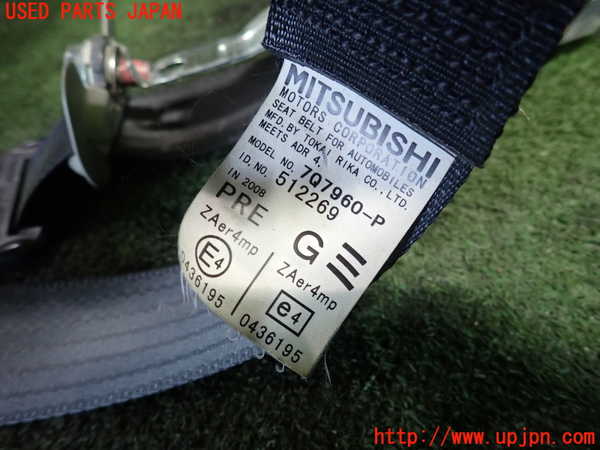 USED PARTS JAPAN
MITSUBISHI
MOTORS CORPORATION
SEAT BELT FOR AUTOMOBILES
MFD. BY TOKAI RIKA CO., LTD.
MEETS ADR 4.
MODEL NO. 7Q7960-P
ID. NO. 512269
IN 2008
PRE G
ZAer4mp ZAer4mp
E4 e4
0436195 0436195
http://www.upjpn.com/